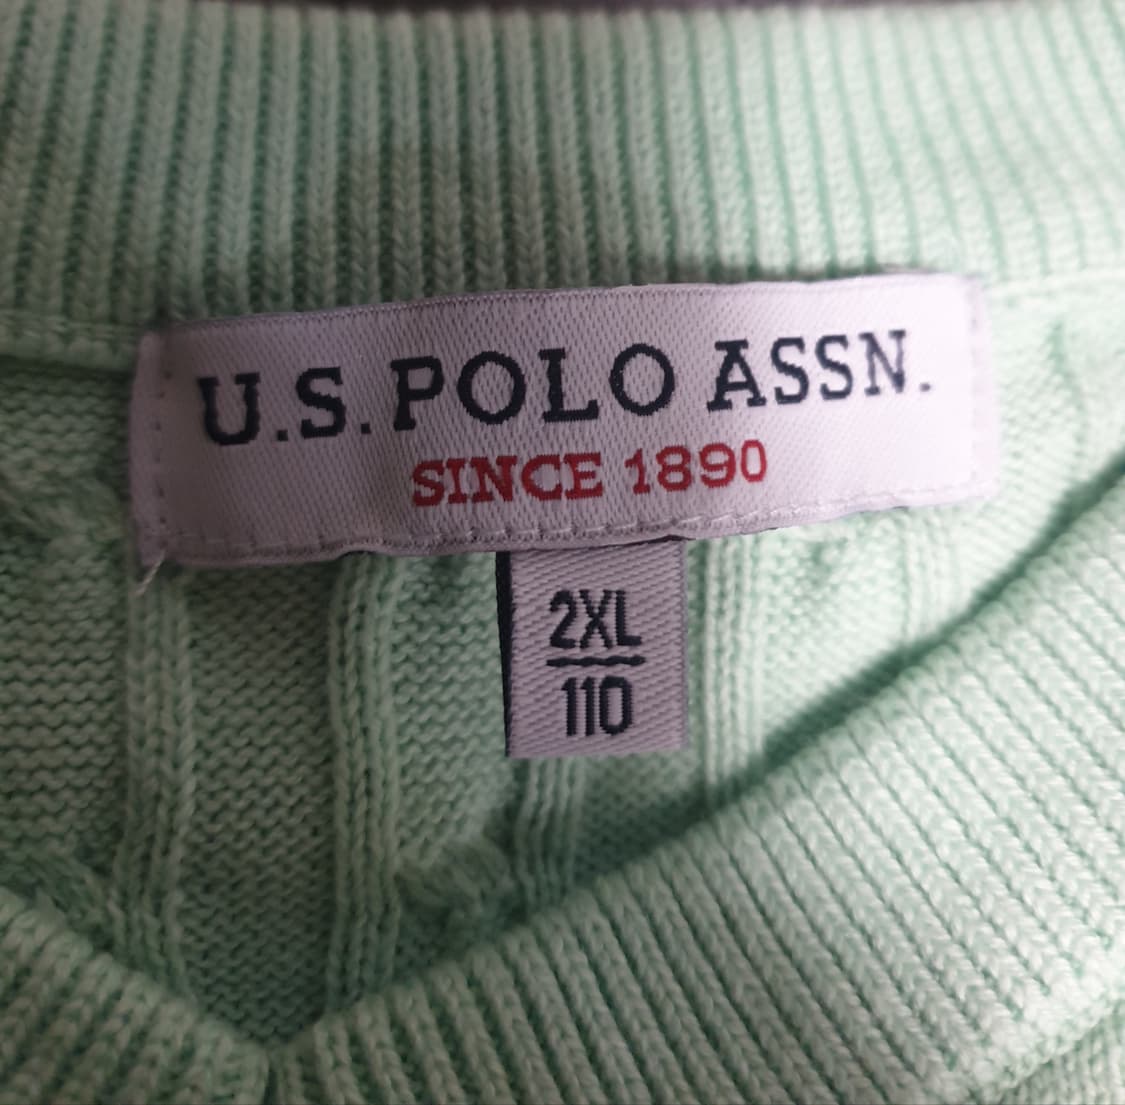 U.S. POLO ASSN.
SINCE 1890
2XL
110